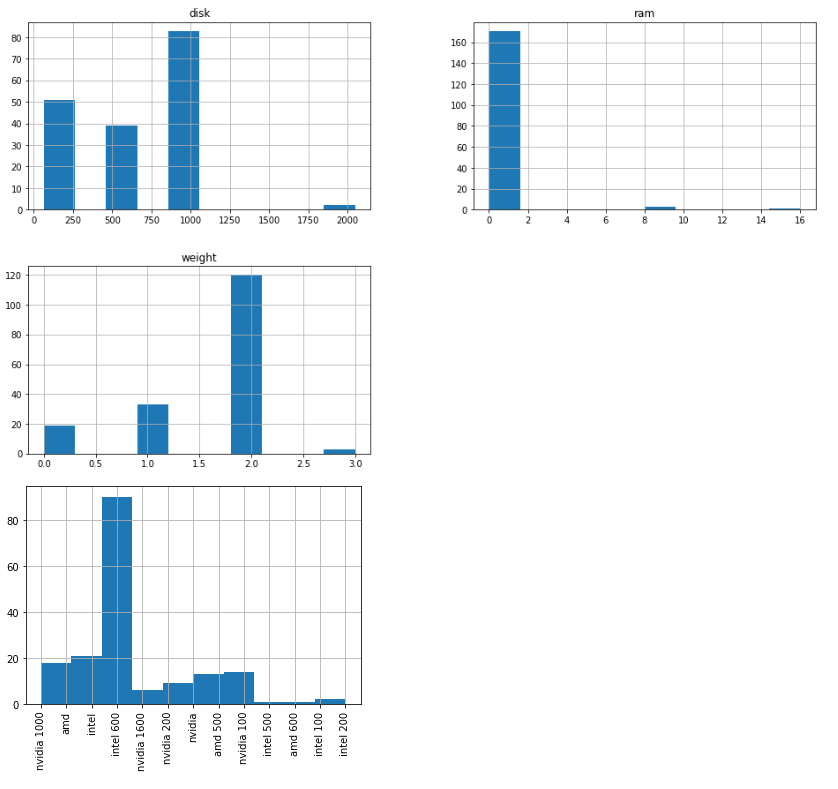 disk
80
70
60
50
40
30
20
10
0
0 250 500 750 1000 1250 1500 1750 2000
ram
160
140
120
100
80
60
40
20
0
0 2 4 6 8 10 12 14 16
weight
120
100
80
60
40
20
0
0.0 0.5 1.0 1.5 2.0 2.5 3.0
80
60
40
20
0
nvidia 1000
amd
intel
intel 600
nvidia 1600
nvidia 200
nvidia
amd 500
nvidia 100
intel 500
amd 600
intel 100
intel 200